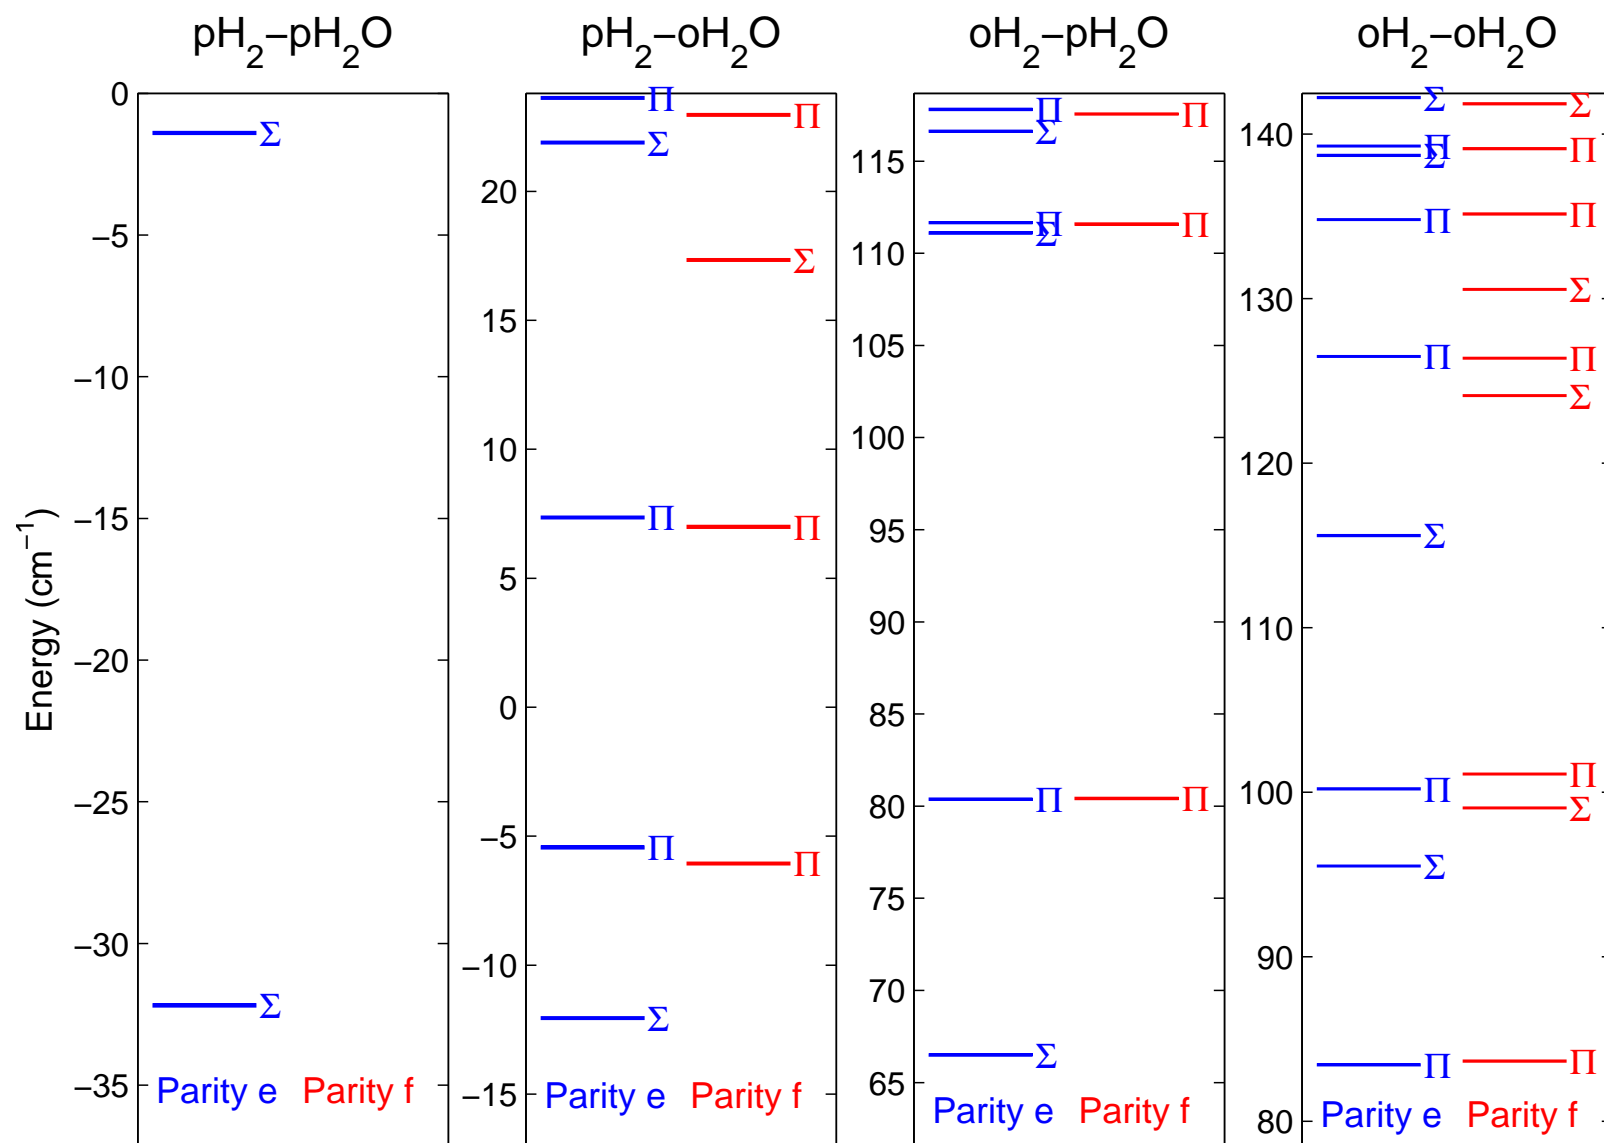 pH2–pH2O
pH2–oH2O
oH2–pH2O
oH2–oH2O
Energy (cm−1)
0
−5
−10
−15
−20
−25
−30
−35
Σ
Σ
Parity e Parity f
20
15
10
5
0
−5
−10
−15
Π
Π
Σ
Σ
Π
Π
Π
Π
Σ
Parity e Parity f
115
110
105
100
95
90
85
80
75
70
65
Π
Π
Σ
Π
Π
Σ
Π
Π
Σ
Parity e Parity f
140
130
120
110
100
90
80
Σ
Σ
Π
Π
Σ
Π
Π
Σ
Π
Π
Σ
Σ
Π
Π
Σ
Σ
Π
Π
Parity e Parity f